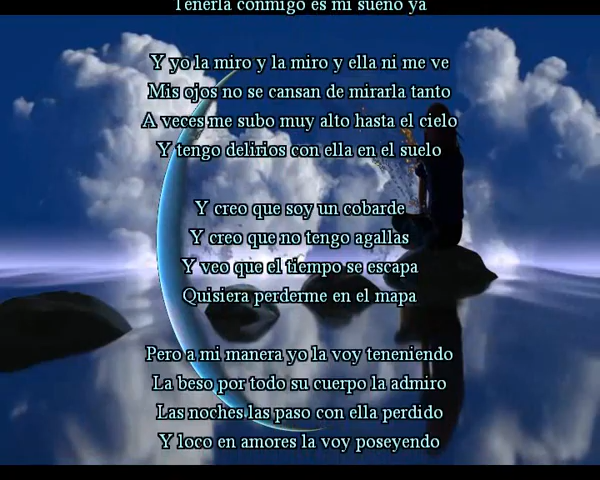 Tenerla conmigo es mi sueño ya
Y yo la miro y la miro y ella ni me ve
Mis ojos no se cansan de mirarla tanto
A veces me subo muy alto hasta el cielo
Y tengo delirios con ella en el suelo
Y creo que soy un cobarde
Y creo que no tengo agallas
Y veo que el tiempo se escapa
Quisiera perderme en el mapa
Pero a mi manera yo la voy teneniendo
La beso por todo su cuerpo la admiro
Las noches las paso con ella perdido
Y loco en amores la voy poseyendo